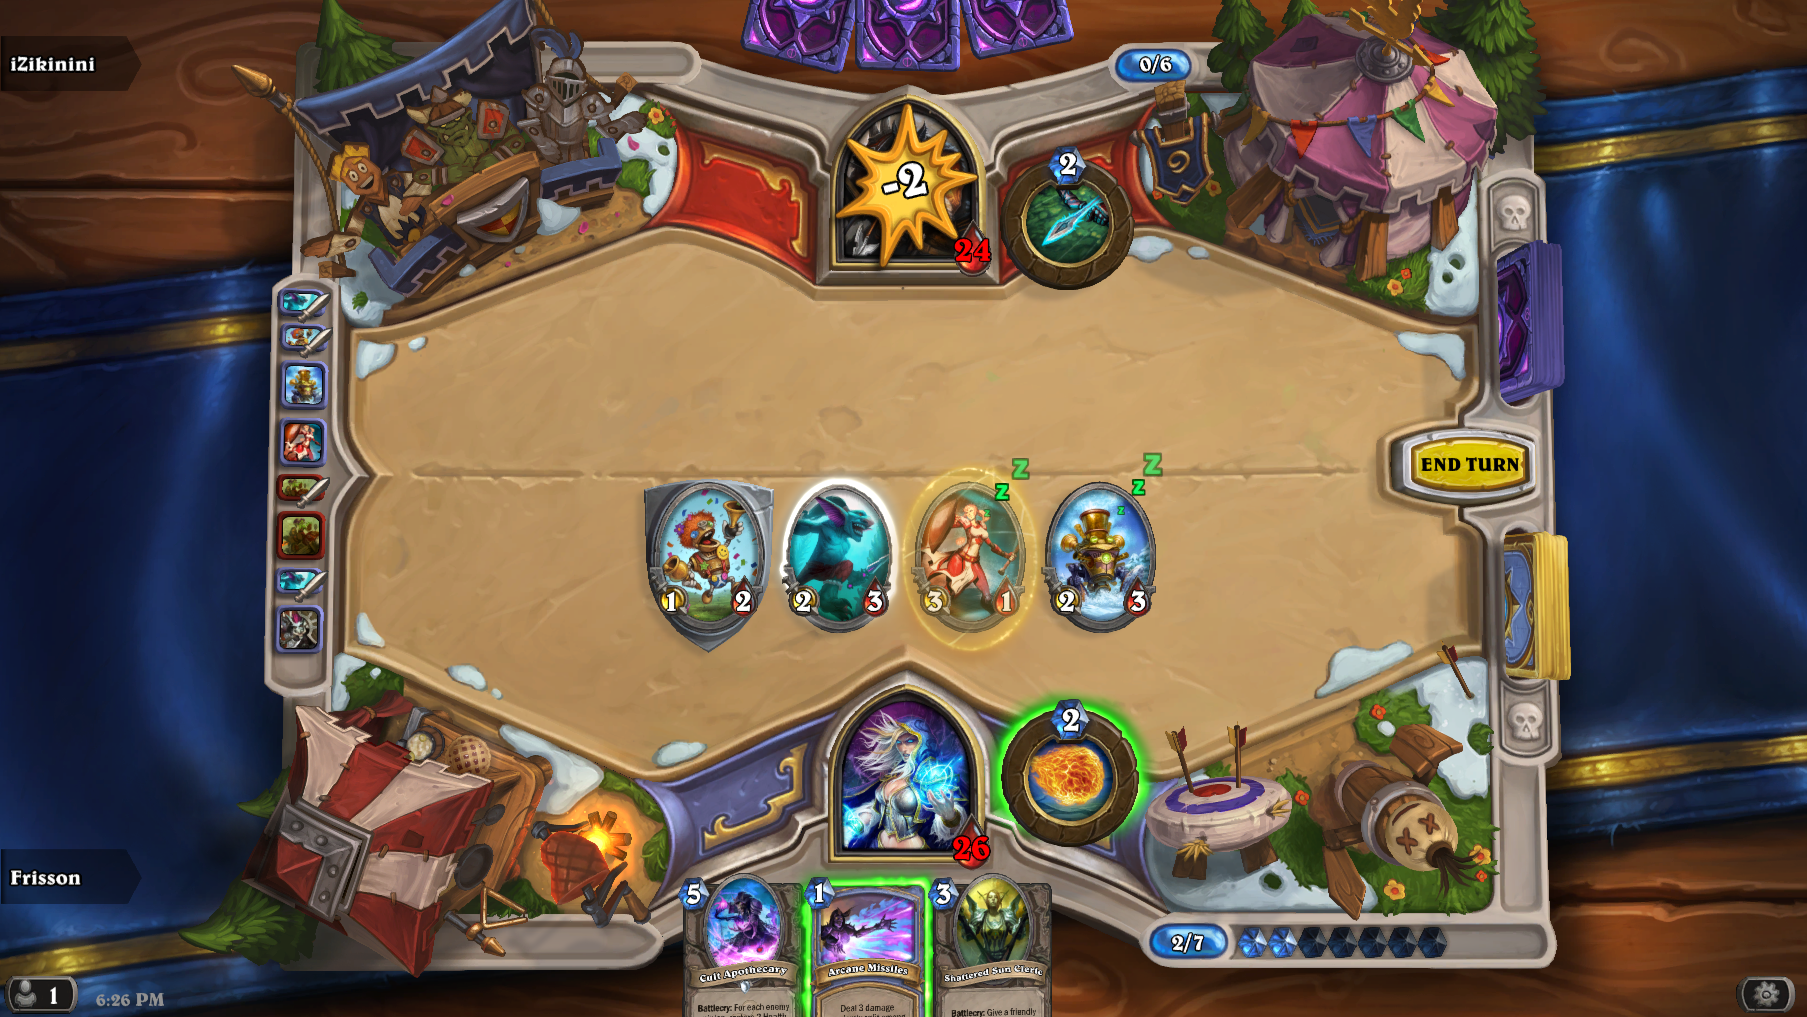 iZikinini
0/6
-2
2
24
END TURN
Z
Z
Z
Z
z
z
1
2
2
3
3
1
2
3
2
26
Frisson
5
1
3
Cult Apothecary
Arcane Missiles
Shattered Sun Cleric
Battlecry: For each enemy
Deal 3 damage
Battlecry: Give a friendly
2/7
1
6:26 PM